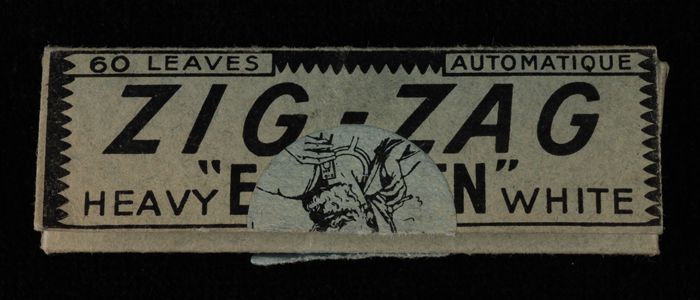 60 LEAVES AUTOMATIQUE
ZIG-ZAG
HEAVY WHITE